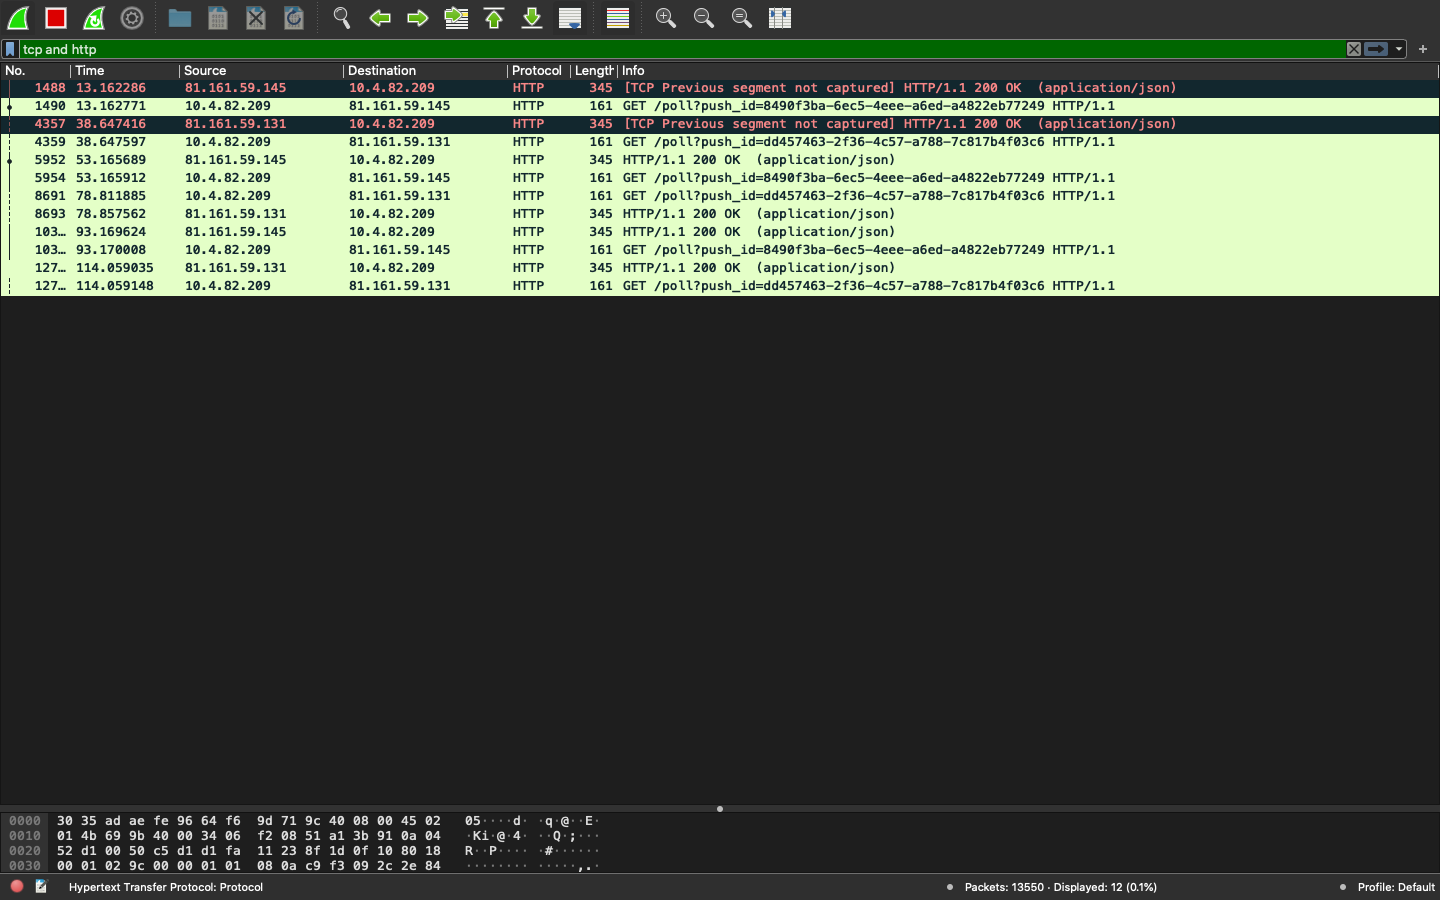 tcp and http
No. Time Source Destination Protocol Length Info
1488 13.162286 81.161.59.145 10.4.82.209 HTTP 345 [TCP Previous segment not captured] HTTP/1.1 200 OK (application/json)
1490 13.162771 10.4.82.209 81.161.59.145 HTTP 161 GET /poll?push_id=8490f3ba-6ec5-4eee-a6ed-a4822eb77249 HTTP/1.1
4357 38.647416 81.161.59.131 10.4.82.209 HTTP 345 [TCP Previous segment not captured] HTTP/1.1 200 OK (application/json)
4359 38.647597 10.4.82.209 81.161.59.131 HTTP 161 GET /poll?push_id=dd457463-2f36-4c57-a788-7c817b4f03c6 HTTP/1.1
5952 53.165689 81.161.59.145 10.4.82.209 HTTP 345 HTTP/1.1 200 OK (application/json)
5954 53.165912 10.4.82.209 81.161.59.145 HTTP 161 GET /poll?push_id=8490f3ba-6ec5-4eee-a6ed-a4822eb77249 HTTP/1.1
8691 78.811885 10.4.82.209 81.161.59.131 HTTP 161 GET /poll?push_id=dd457463-2f36-4c57-a788-7c817b4f03c6 HTTP/1.1
8693 78.857562 81.161.59.131 10.4.82.209 HTTP 345 HTTP/1.1 200 OK (application/json)
103… 93.169624 81.161.59.145 10.4.82.209 HTTP 345 HTTP/1.1 200 OK (application/json)
103… 93.170008 10.4.82.209 81.161.59.145 HTTP 161 GET /poll?push_id=8490f3ba-6ec5-4eee-a6ed-a4822eb77249 HTTP/1.1
127… 114.059035 81.161.59.131 10.4.82.209 HTTP 345 HTTP/1.1 200 OK (application/json)
127… 114.059148 10.4.82.209 81.161.59.131 HTTP 161 GET /poll?push_id=dd457463-2f36-4c57-a788-7c817b4f03c6 HTTP/1.1
0000 30 35 ad ae fe 96 64 f6 9d 71 9c 40 08 00 45 02 05····d· ·q·@··E·
0010 01 4b 69 9b 40 00 34 06 f2 08 51 a1 3b 91 0a 04 ·Ki·@·4· ··Q·;···
0020 52 d1 00 50 c5 d1 d1 fa 11 23 8f 1d 0f 10 80 18 R··P···· ·#······
0030 00 01 02 9c 00 00 01 01 08 0a c9 f3 09 2c 2e 84 ········ ·····,.·
Hypertext Transfer Protocol: Protocol
Packets: 13550 · Displayed: 12 (0.1%)
Profile: Default